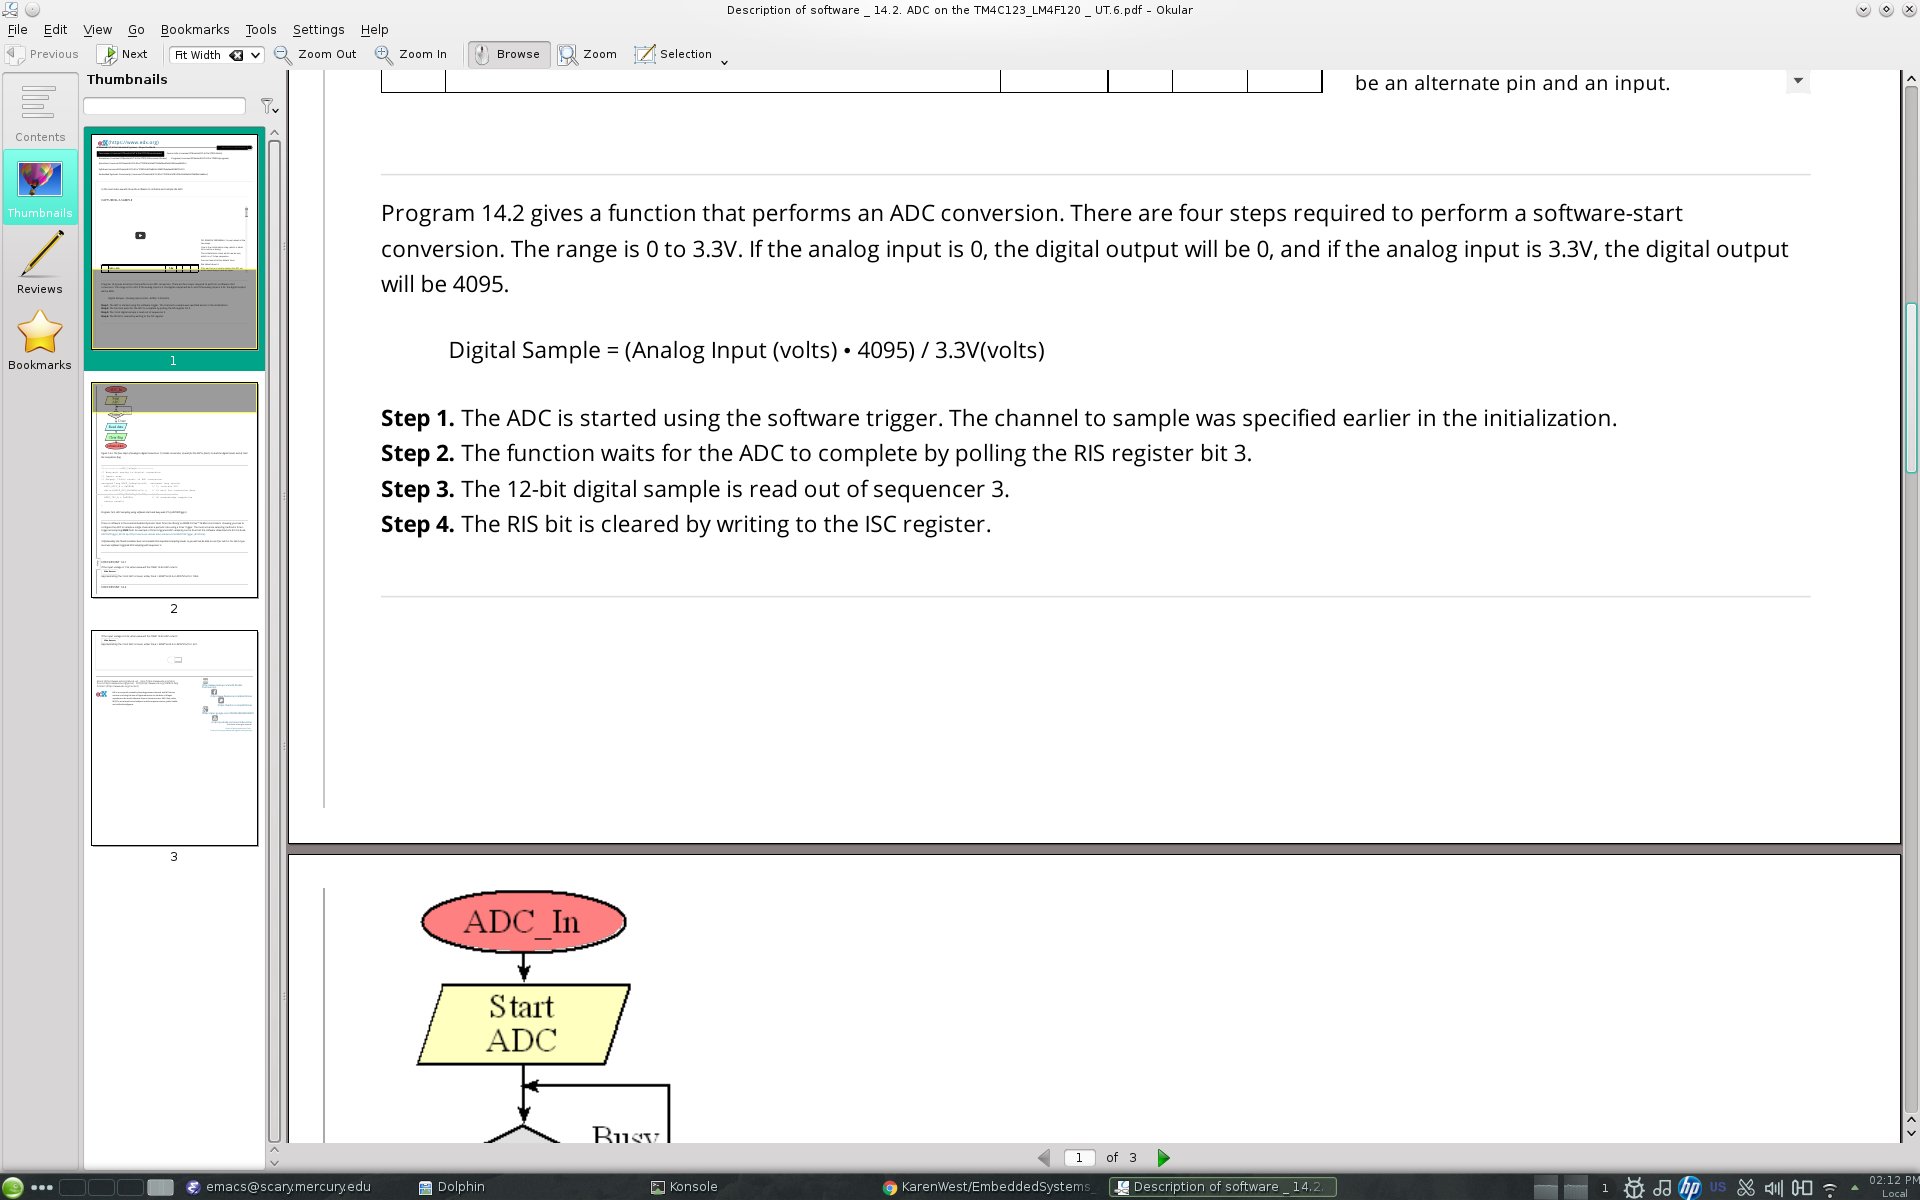 Description of software _ 14.2. ADC on the TM4C123_LM4F120 _ UT.6.pdf – Okular
File Edit View Go Bookmarks Tools Settings Help
Previous Next Fit Width Zoom Out Zoom In Browse Zoom Selection
Thumbnails
Contents
Thumbnails
Reviews
Bookmarks
1
2
3
be an alternate pin and an input.
Program 14.2 gives a function that performs an ADC conversion. There are four steps required to perform a software-start
conversion. The range is 0 to 3.3V. If the analog input is 0, the digital output will be 0, and if the analog input is 3.3V, the digital output
will be 4095.
Digital Sample = (Analog Input (volts) • 4095) / 3.3V(volts)
Step 1. The ADC is started using the software trigger. The channel to sample was specified earlier in the initialization.
Step 2. The function waits for the ADC to complete by polling the RIS register bit 3.
Step 3. The 12-bit digital sample is read out of sequencer 3.
Step 4. The RIS bit is cleared by writing to the ISC register.
ADC_In
Start
ADC
Busy
1 of 3
emacs@scary.mercury.edu Dolphin Konsole KarenWest/EmbeddedSystems Description of software _ 14.2. 1 hp US 02:12 PM
Local